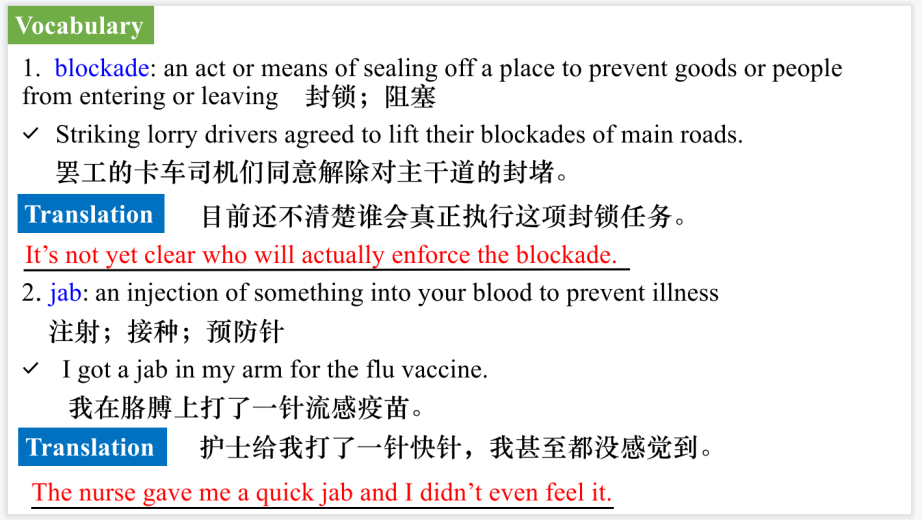 Vocabulary
1. blockade: an act or means of sealing off a place to prevent goods or people
from entering or leaving 封锁；阻塞
✓ Striking lorry drivers agreed to lift their blockades of main roads.
罢工的卡车司机们同意解除对主干道的封堵。
Translation 目前还不清楚谁会真正执行这项封锁任务。
It’s not yet clear who will actually enforce the blockade.
2. jab: an injection of something into your blood to prevent illness
注射；接种；预防针
✓ I got a jab in my arm for the flu vaccine.
我在胳膊上打了一针流感疫苗。
Translation 护士给我打了一针快针，我甚至都没感觉到。
The nurse gave me a quick jab and I didn’t even feel it.